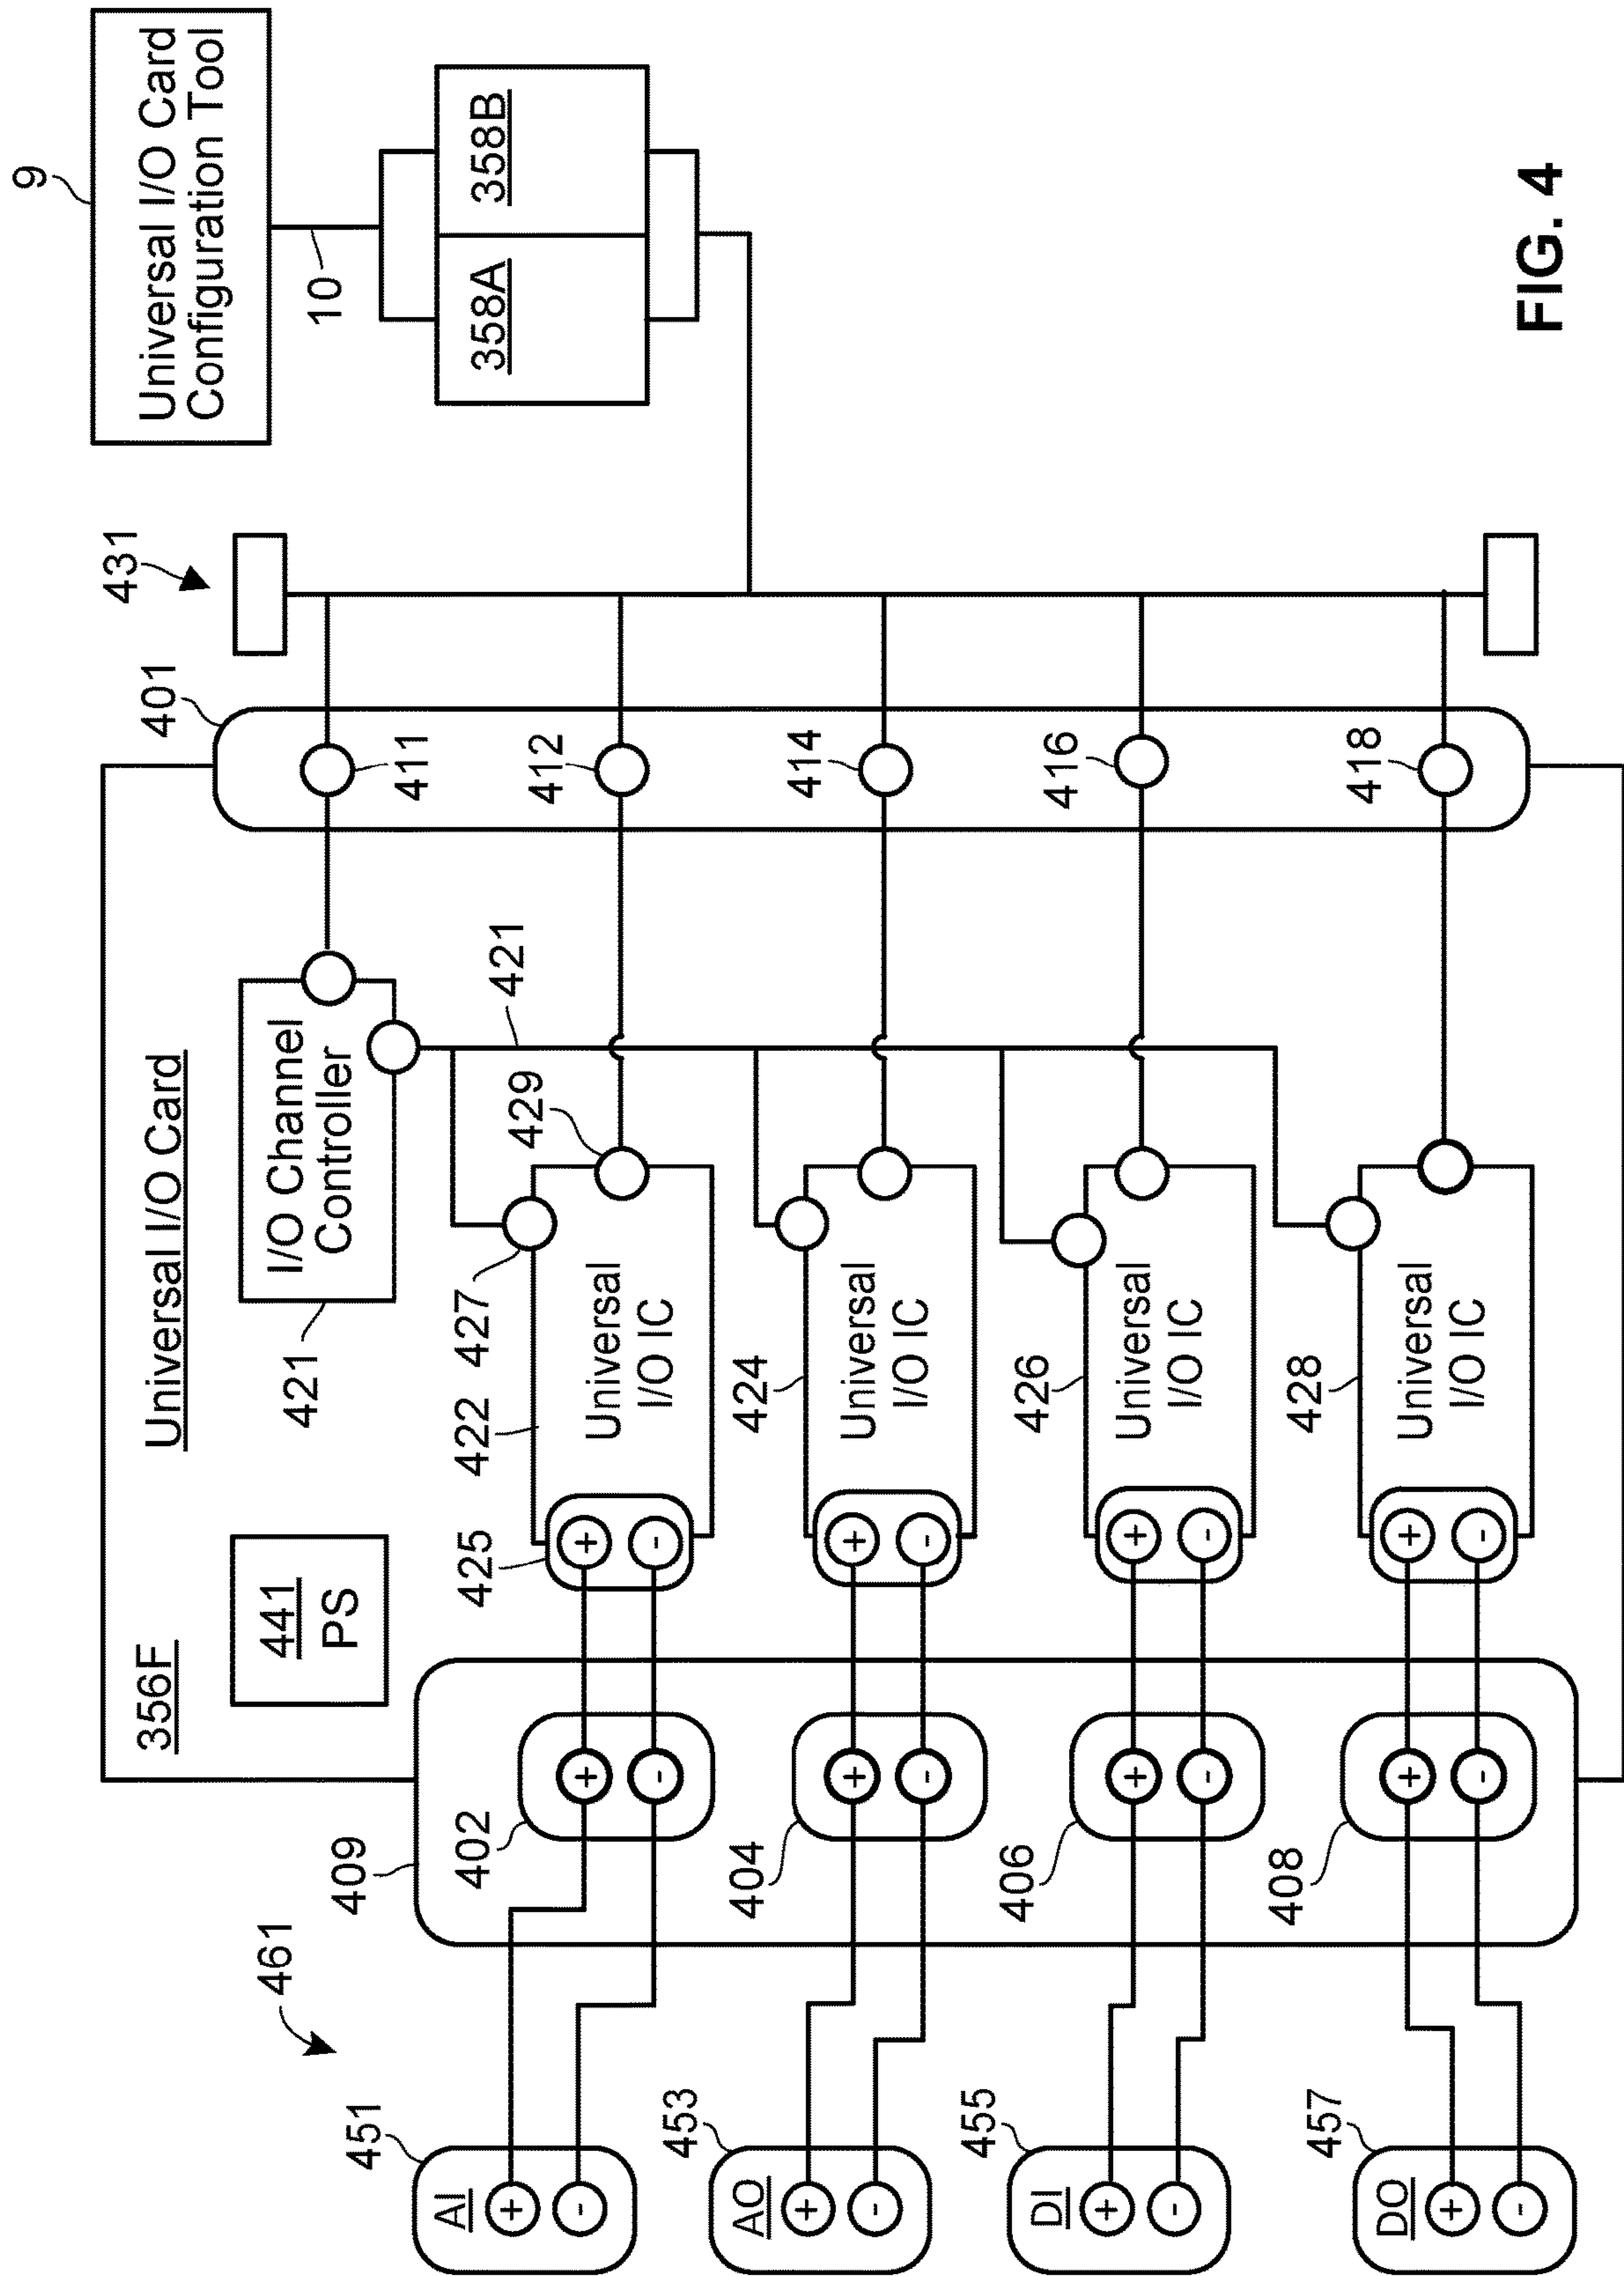 9
Universal I/O Card
Configuration Tool
10
358A
358B
431
401
411
412
414
416
418
Universal I/O Card
356F
441
PS
I/O Channel
Controller
421
421
429
427
422
425
Universal
I/O IC
424
Universal
I/O IC
426
Universal
I/O IC
428
Universal
I/O IC
+
-
+
-
+
-
+
-
409
402
+
-
404
+
-
406
+
-
408
+
-
461
451
AI
+
-
453
AO
+
-
455
DI
+
-
457
DO
+
-
FIG. 4